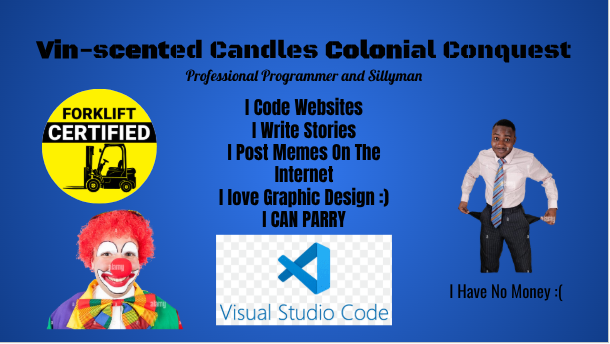 Vin-scented Candles Colonial Conquest
Professional Programmer and Sillyman
FORKLIFT
CERTIFIED
I Code Websites
I Write Stories
I Post Memes On The
Internet
I love Graphic Design :)
I CAN PARRY
Visual Studio Code
I Have No Money :(